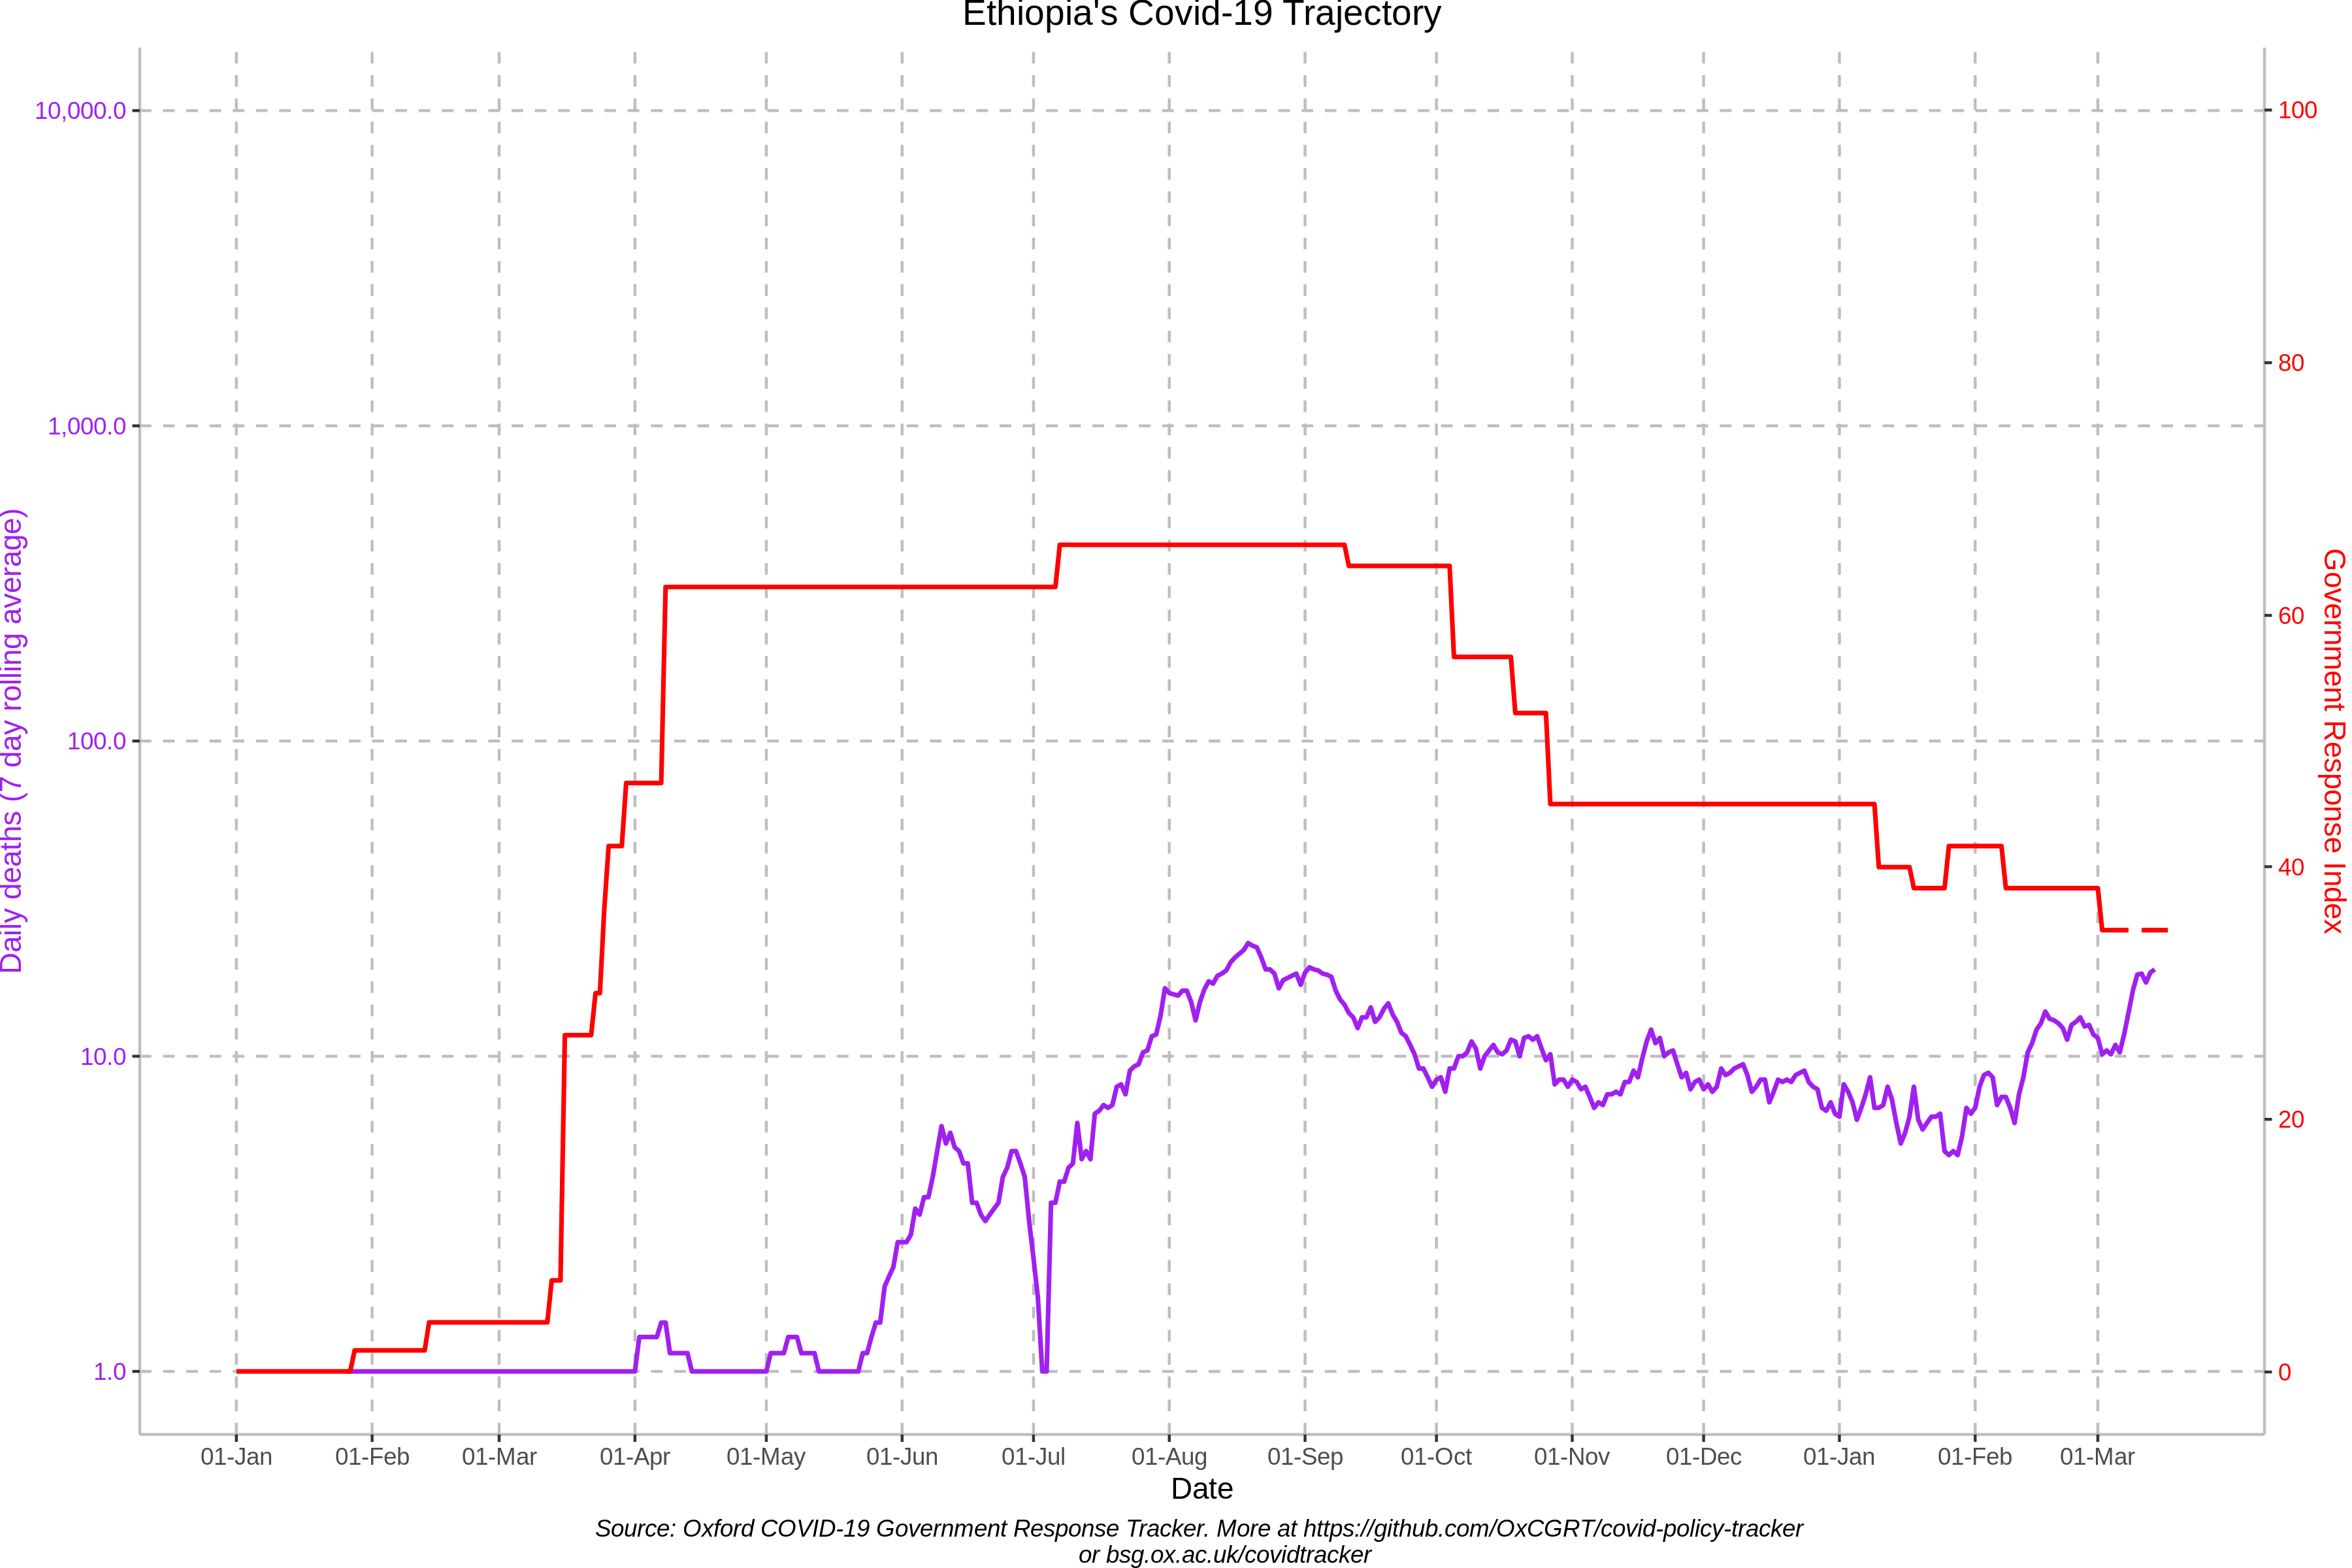 Ethiopia's Covid-19 Trajectory
10,000.0
1,000.0
100.0
10.0
1.0
Daily deaths (7 day rolling average)
100
80
60
40
20
0
Government Response Index
01-Jan 01-Feb 01-Mar 01-Apr 01-May 01-Jun 01-Jul 01-Aug 01-Sep 01-Oct 01-Nov 01-Dec 01-Jan 01-Feb 01-Mar
Date
Source: Oxford COVID-19 Government Response Tracker. More at https://github.com/OxCGRT/covid-policy-tracker
or bsg.ox.ac.uk/covidtracker